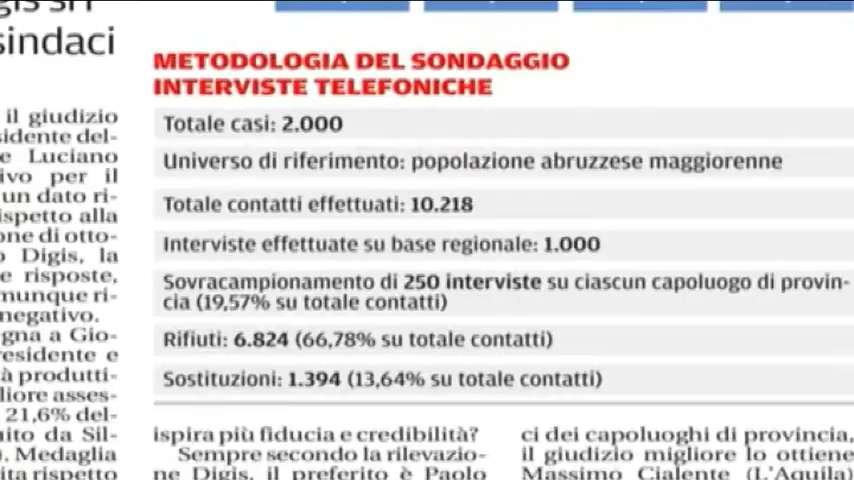 sindaci
METODOLOGIA DEL SONDAGGIO
INTERVISTE TELEFONICHE
Totale casi: 2.000
Universo di riferimento: popolazione abruzzese maggiorenne
Totale contatti effettuati: 10.218
Interviste effettuate su base regionale: 1.000
Sovracampionamento di 250 interviste su ciascun capoluogo di provin-
cia (19,57% su totale contatti)
Rifiuti: 6.824 (66,78% su totale contatti)
Sostituzioni: 1.394 (13,64% su totale contatti)
il giudizio
sidente del-
e Luciano
ivo per il
un dato ri-
ispetto alla
one di otto-
o Digis, la
e risposte,
munque ri-
negativo.
egna a Gio-
residente e
à produtti-
liore asses-
21,6% del-
uito da Sil-
). Medaglia
ita rispetto
ispira più fiducia e credibilità?
Sempre secondo la rilevazio-
ne Digis, il preferito è Paolo
ci dei capoluoghi di provincia,
il giudizio migliore lo ottiene
Massimo Cialente (L'Aquila)